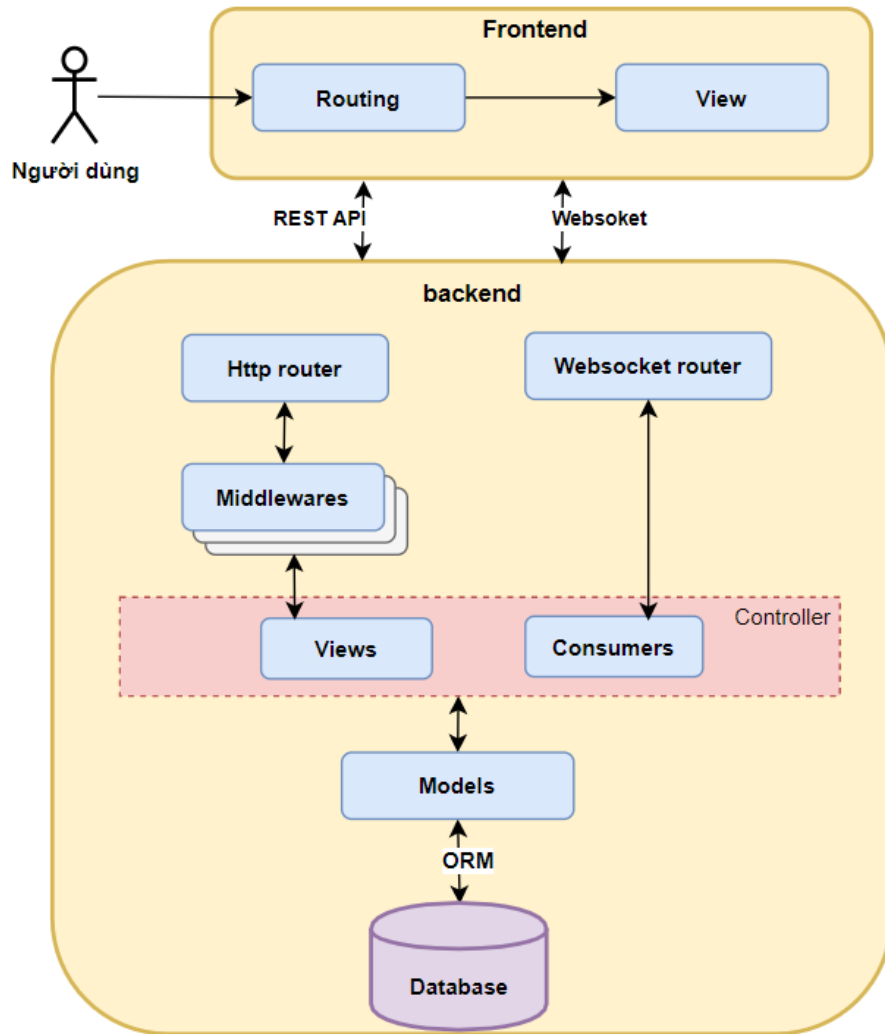 Frontend
Routing
View
Người dùng
REST API
Websoket
backend
Http router
Websocket router
Middlewares
Controller
Views
Consumers
Models
ORM
Database